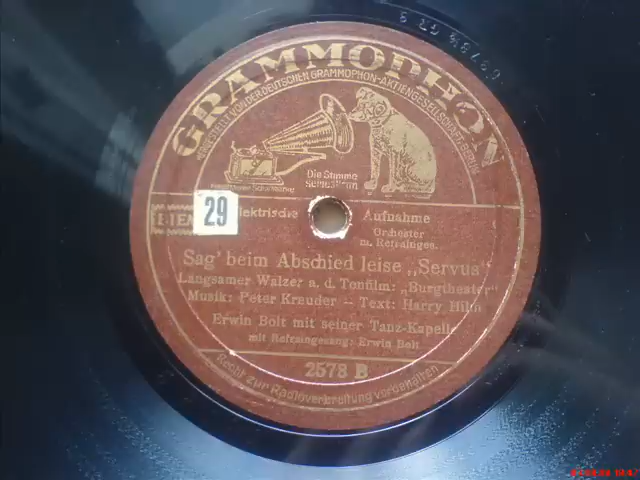 GRAMMOPHON
HERGESTELLT VON DER DEUTSCHEN GRAMMOPHON-AKTIENGESELLSCHAFT, BERLIN
Die Stimme
seines Herrn
29
Elektrische Aufnahme
Orchester
m. Refrainges.
Sag' beim Abschied leise „Servus"
Langsamer Walzer a. d. Tonfilm: „Burgtheater"
Musik: Peter Kreuder – Text: Harry Hilm
Erwin Bolt mit seiner Tanz-Kapelle
mit Refraingesang: Erwin Bolt
2578 B
Recht zur Radioverbreitung vorbehalten